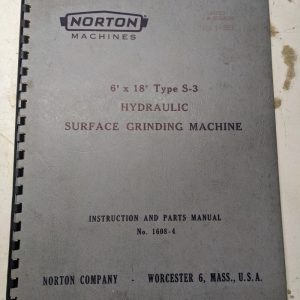 NORTON
MACHINES
6" x 18" Type S-3
HYDRAULIC
SURFACE GRINDING MACHINE
INSTRUCTION AND PARTS MANUAL
No. 1608-4
NORTON COMPANY - WORCESTER 6, MASS., U.S.A.